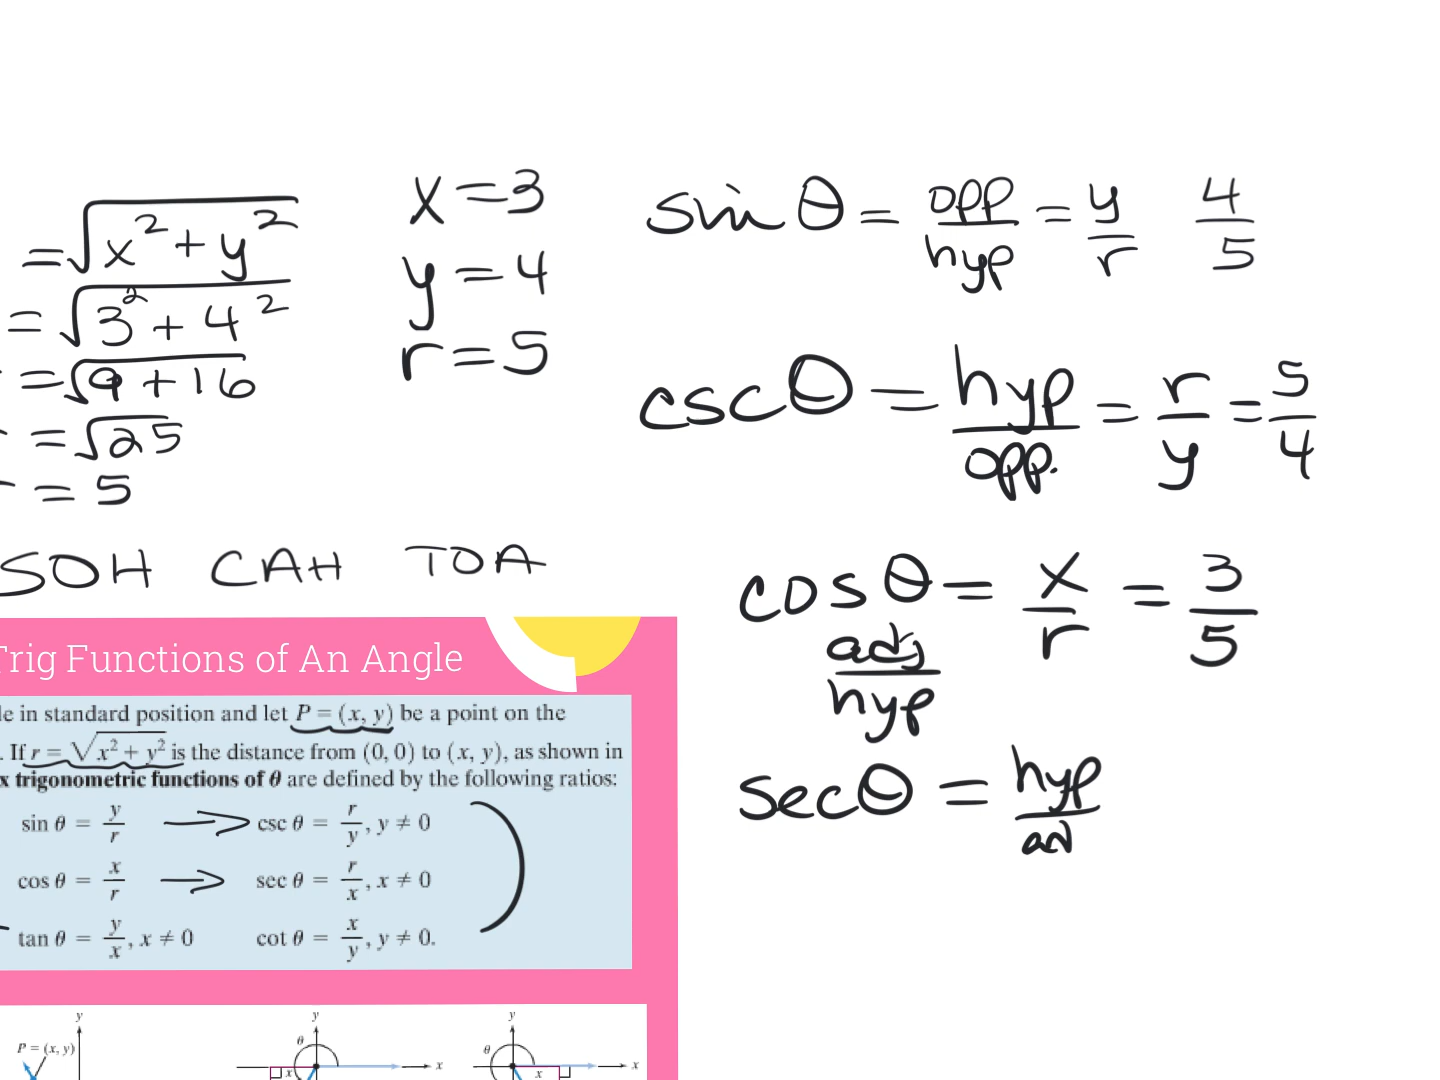 = √x² + y²
= √3² + 4²
= √9 + 16
= √25
= 5
x = 3
y = 4
r = 5
sin θ = opp/hyp = y/r 4/5
csc θ = hyp/opp. = r/y = 5/4
cos θ = x/r = 3/5
adj/hyp
sec θ = hyp/ad
SOH CAH TOA
Trig Functions of An Angle
le in standard position and let P = (x, y) be a point on the
. If r = √x² + y² is the distance from (0, 0) to (x, y), as shown in
x trigonometric functions of θ are defined by the following ratios:
sin θ = y/r → csc θ = r/y, y ≠ 0
cos θ = x/r → sec θ = r/x, x ≠ 0
tan θ = y/x, x ≠ 0 cot θ = x/y, y ≠ 0.
y y y
P = (x, y) θ θ
x x x x